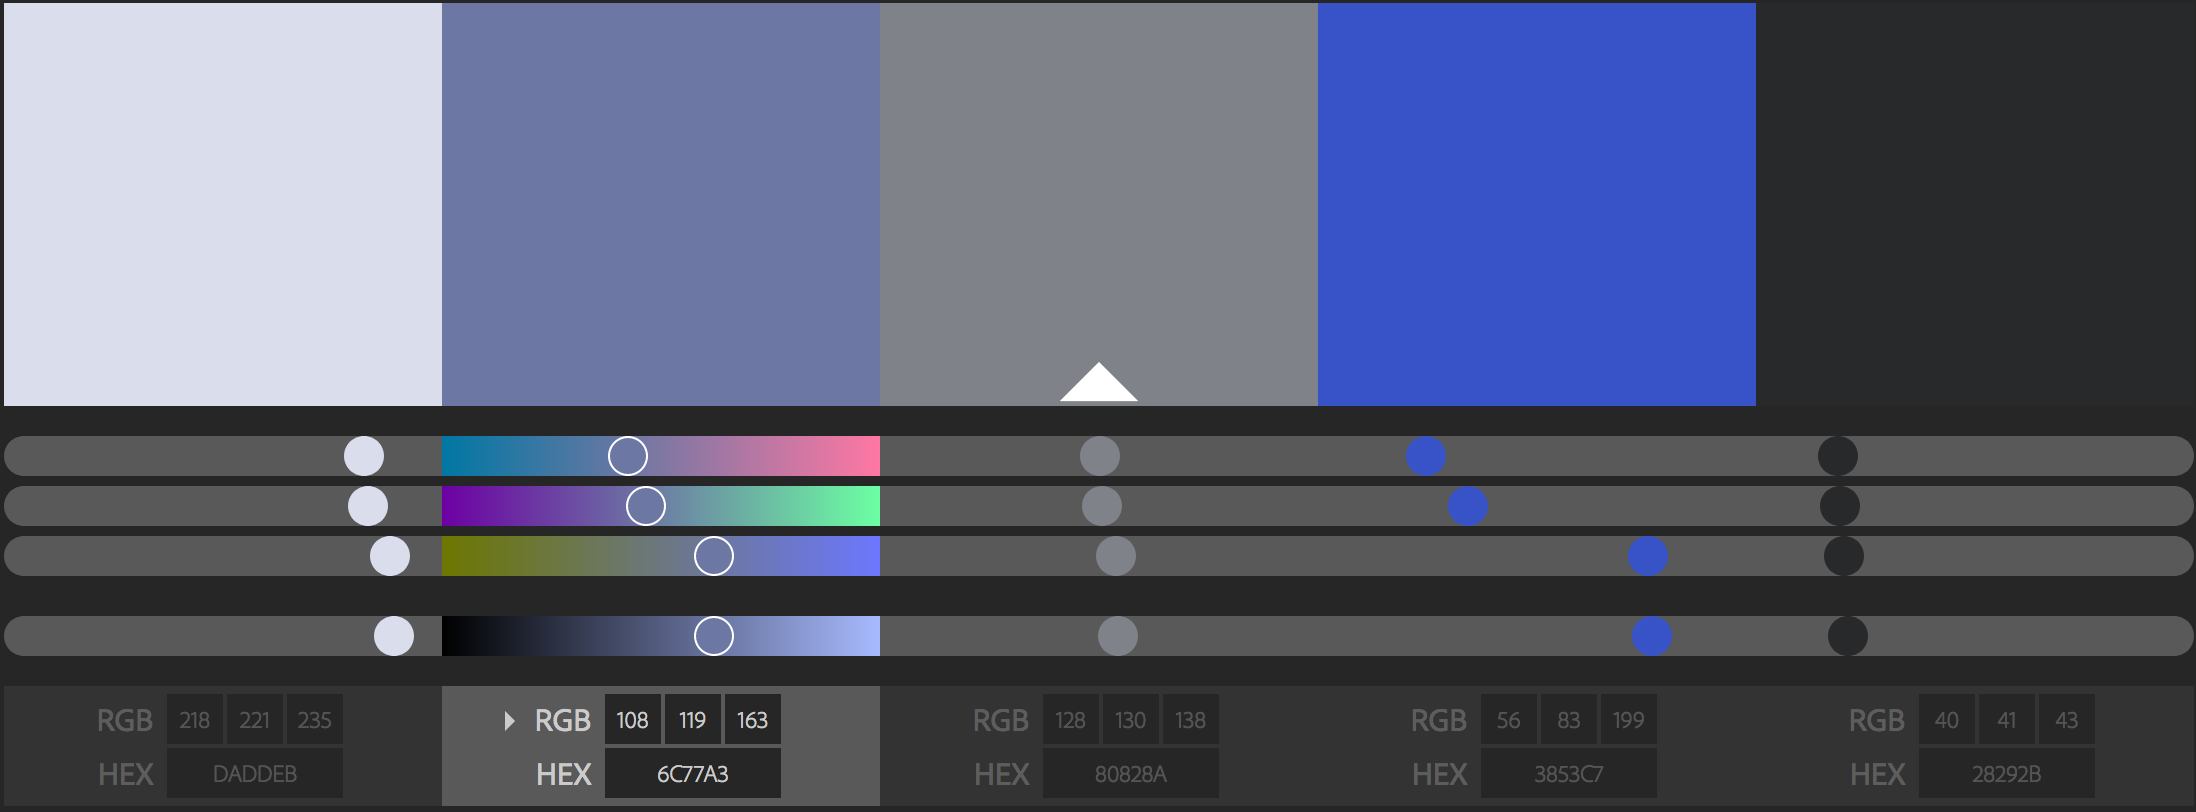 RGB 218 221 235
HEX DADDEB
RGB 108 119 163
HEX 6C77A3
RGB 128 130 138
HEX 80828A
RGB 56 83 199
HEX 3853C7
RGB 40 41 43
HEX 28292B